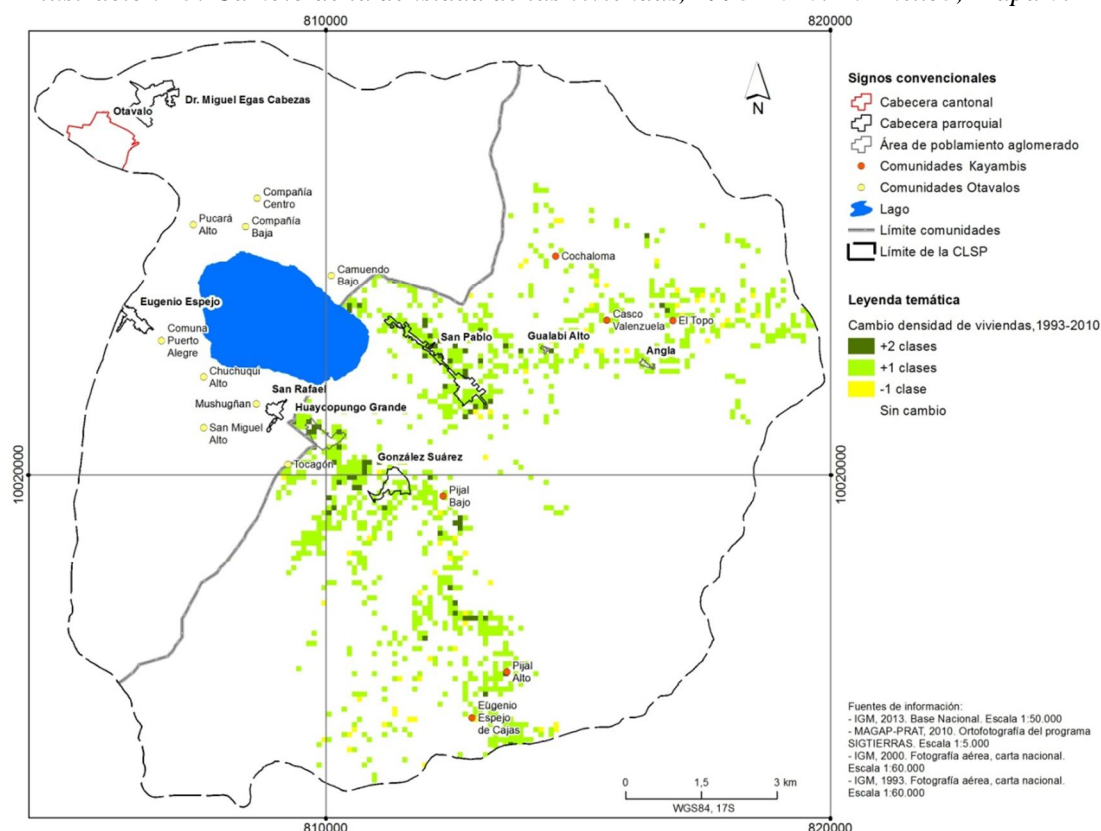 810000
820000
Dr. Miguel Egas Cabezas
Otavalo
N
Compañía
Centro
Pucará
Alto
Compañía
Baja
Camuendo
Bajo
Cochaloma
Eugenio Espejo
Comuna
Puerto
Alegre
San Pablo
Gualabi Alto
Casco
Valenzuela
El Topo
Angla
Chuchuqui
Alto
San Rafael
Mushugñan
Huaycopungo Grande
San Miguel
Alto
Tocagón
González Suárez
10020000
10020000
Pijal
Bajo
Pijal
Alto
Eugenio
Espejo
de Cajas
0 1,5 3 km
WGS84, 17S
810000
820000
Signos convencionales
Cabecera cantonal
Cabecera parroquial
Área de poblamiento aglomerado
Comunidades Kayambis
Comunidades Otavalos
Lago
Límite comunidades
Límite de la CLSP
Leyenda temática
Cambio densidad de viviendas,1993-2010
+2 clases
+1 clases
-1 clase
Sin cambio
Fuentes de información:
- IGM, 2013. Base Nacional. Escala 1:50.000
- MAGAP-PRAT, 2010. Ortofotografía del programa
SIGTIERRAS. Escala 1:5.000
- IGM, 2000. Fotografía aérea, carta nacional.
Escala 1:60.000
- IGM, 1993. Fotografía aérea, carta nacional.
Escala 1:60.000